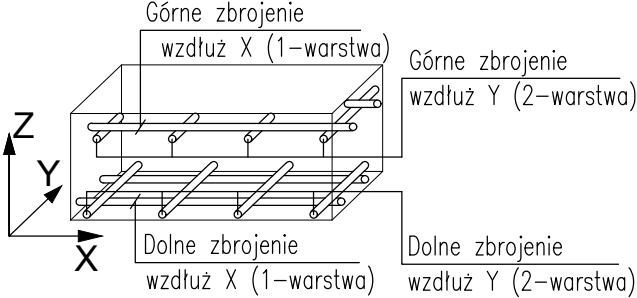 Górne zbrojenie
wzdłuż X (1-warstwa)
Górne zbrojenie
wzdłuż Y (2-warstwa)
Z
Y
X
Dolne zbrojenie
wzdłuż X (1-warstwa)
Dolne zbrojenie
wzdłuż Y (2-warstwa)